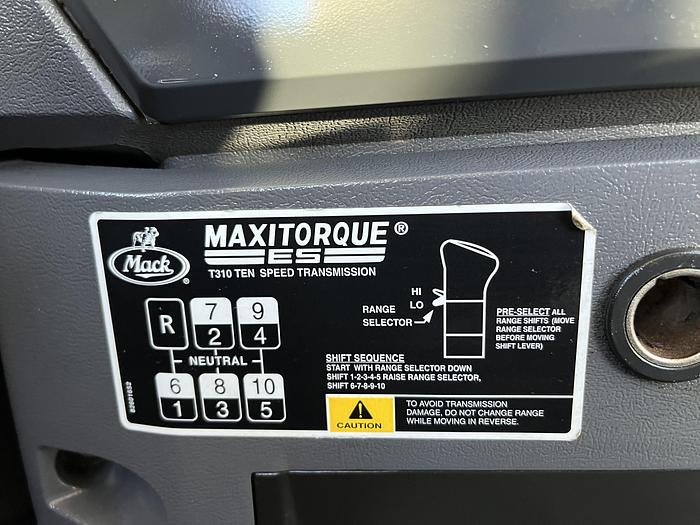 Mack ®
MAXITORQUE ®
ES
T310 TEN SPEED TRANSMISSION
R 7 9
2 4
NEUTRAL
6 8 10
1 3 5
HI
LO
RANGE
SELECTOR
PRE-SELECT ALL
RANGE SHIFTS (MOVE
RANGE SELECTOR
BEFORE MOVING
SHIFT LEVER)
SHIFT SEQUENCE
START WITH RANGE SELECTOR DOWN
SHIFT 1-2-3-4-5 RAISE RANGE SELECTOR,
SHIFT 6-7-8-9-10
CAUTION
TO AVOID TRANSMISSION
DAMAGE, DO NOT CHANGE RANGE
WHILE MOVING IN REVERSE.